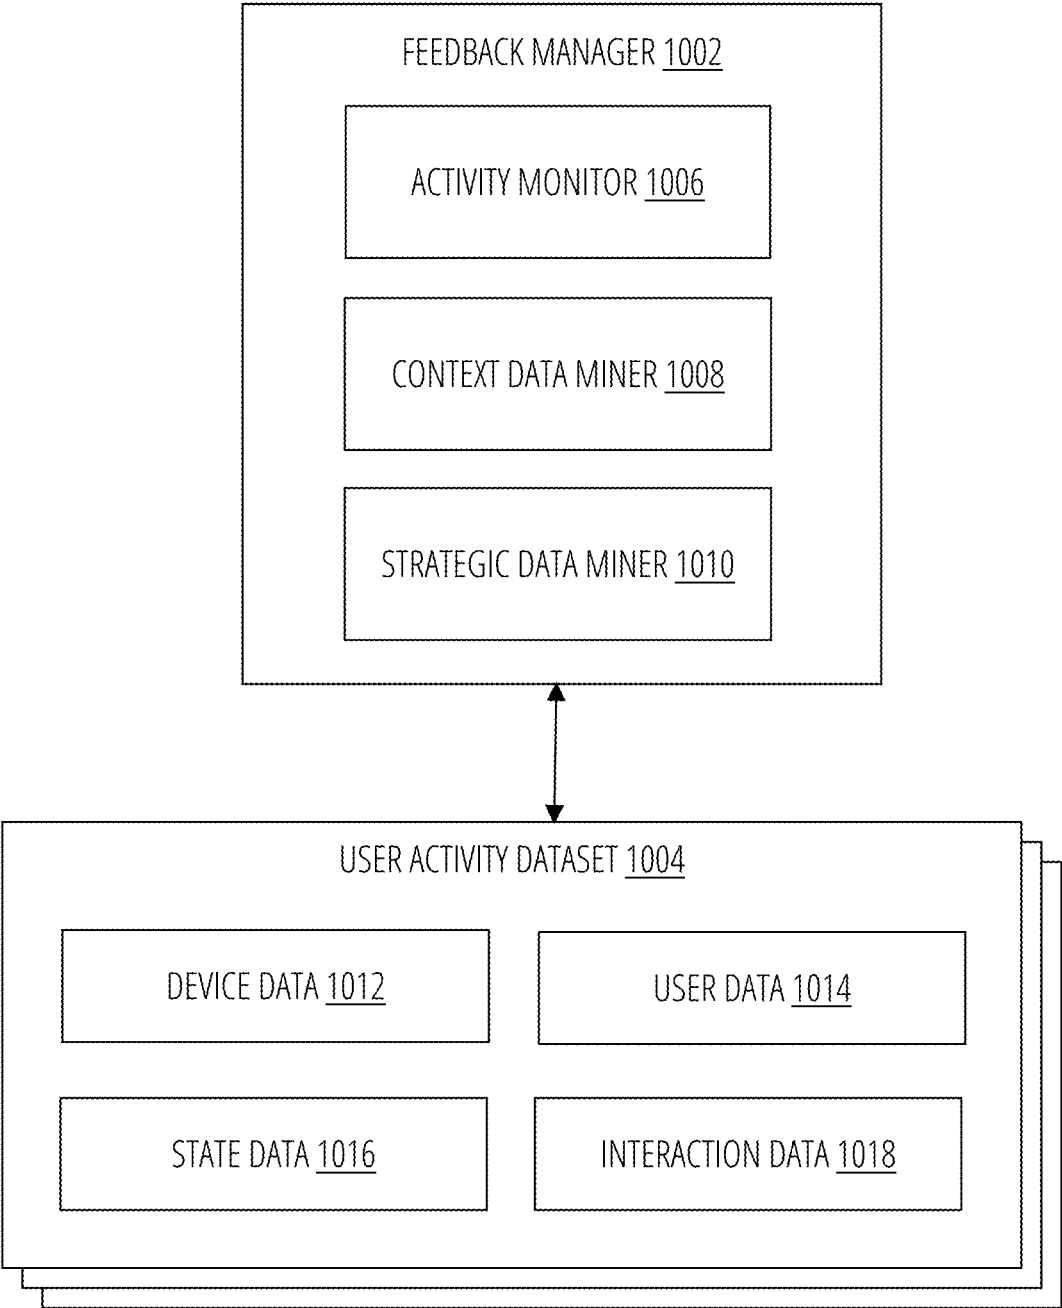 FEEDBACK MANAGER 1002
ACTIVITY MONITOR 1006
CONTEXT DATA MINER 1008
STRATEGIC DATA MINER 1010
USER ACTIVITY DATASET 1004
DEVICE DATA 1012
USER DATA 1014
STATE DATA 1016
INTERACTION DATA 1018